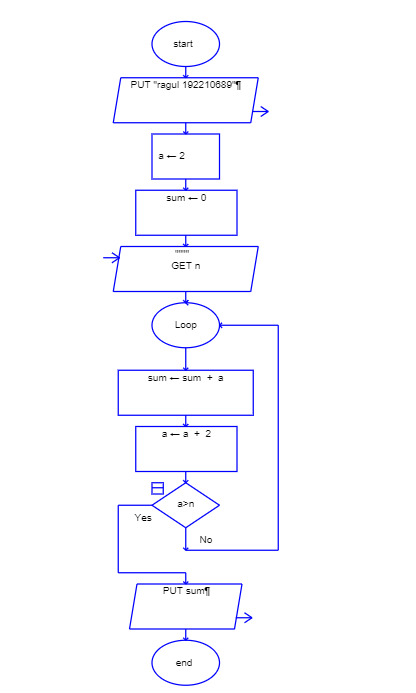 start
PUT "ragul 192210689"¶
a ← 2
sum ← 0
""""
GET n
Loop
sum ← sum + a
a ← a + 2
a>n
Yes
No
PUT sum¶
end